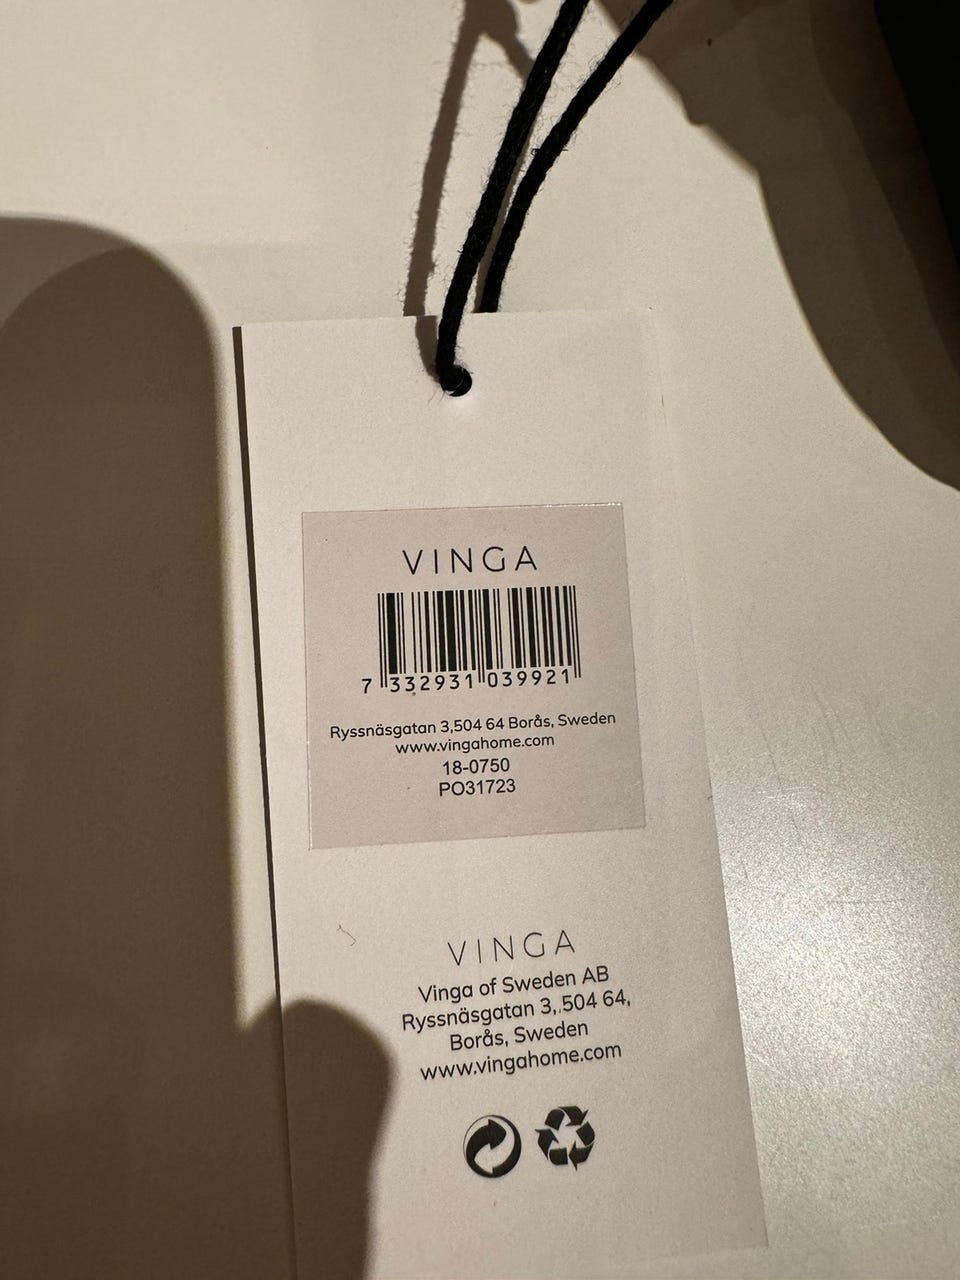 VINGA
7 332931 039921
Ryssnäsgatan 3,504 64 Borås, Sweden
www.vingahome.com
18-0750
PO31723
VINGA
Vinga of Sweden AB
Ryssnäsgatan 3,.504 64,
Borås, Sweden
www.vingahome.com